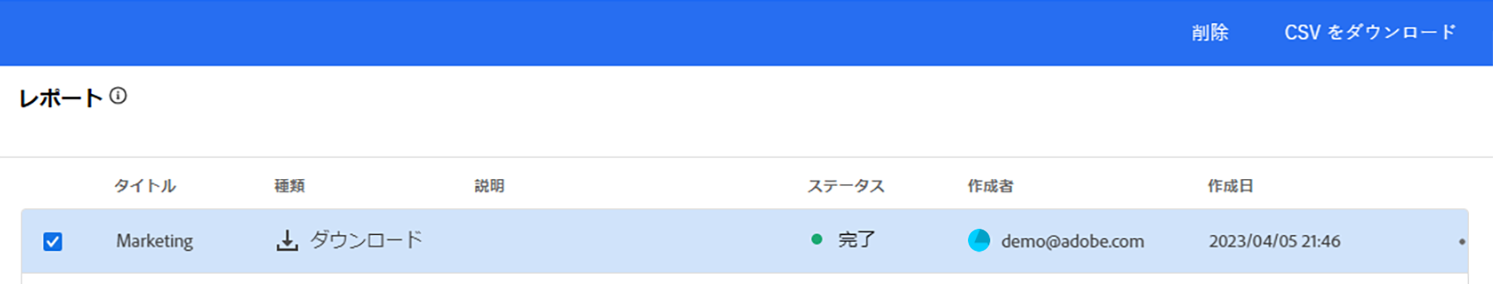 削除 CSV をダウンロード
レポート
タイトル 種類 説明 ステータス 作成者 作成日
Marketing ダウンロード 完了 demo@adobe.com 2023/04/05 21:46